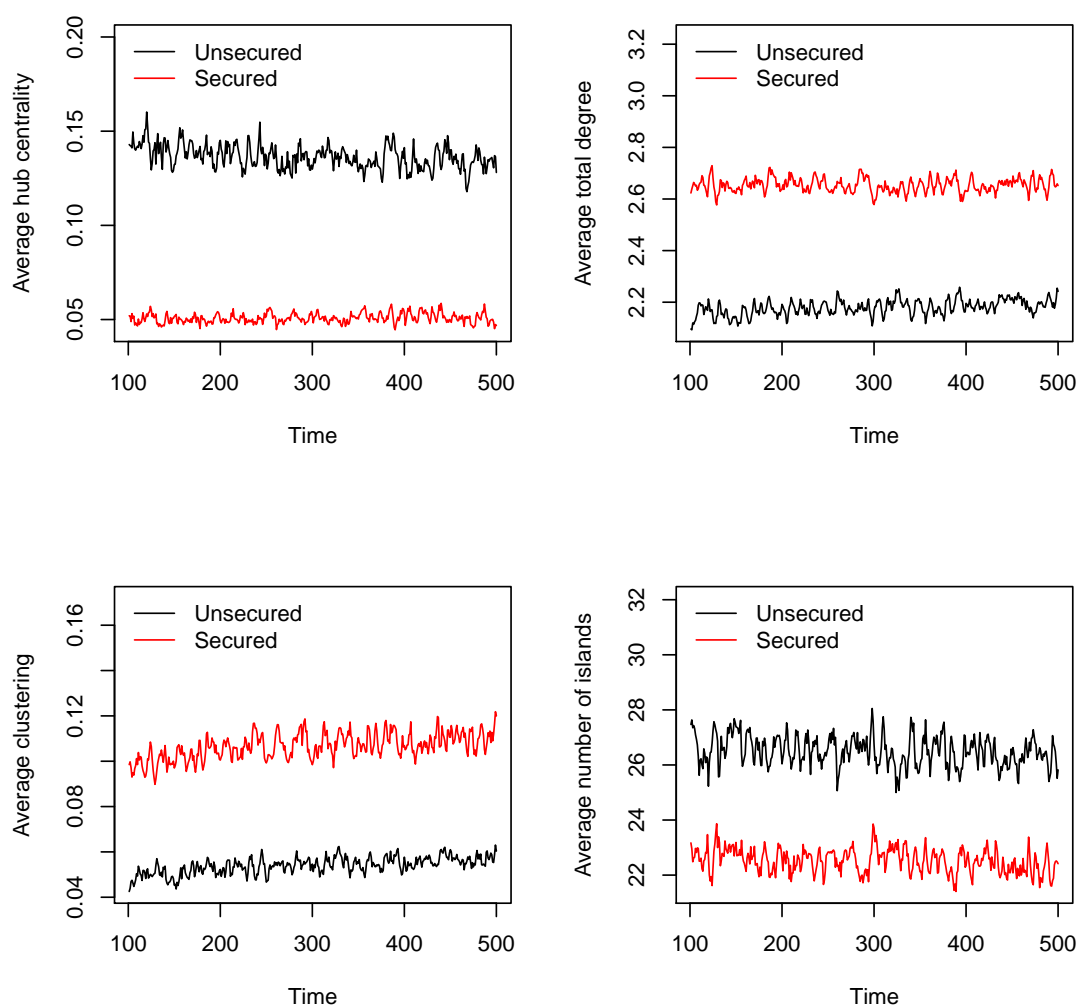 Average hub centrality
0.05 0.10 0.15 0.20
Unsecured
Secured
100 200 300 400 500
Time
Average total degree
2.2 2.4 2.6 2.8 3.0 3.2
Unsecured
Secured
100 200 300 400 500
Time
Average clustering
0.04 0.08 0.12 0.16
Unsecured
Secured
100 200 300 400 500
Time
Average number of islands
22 24 26 28 30 32
Unsecured
Secured
100 200 300 400 500
Time